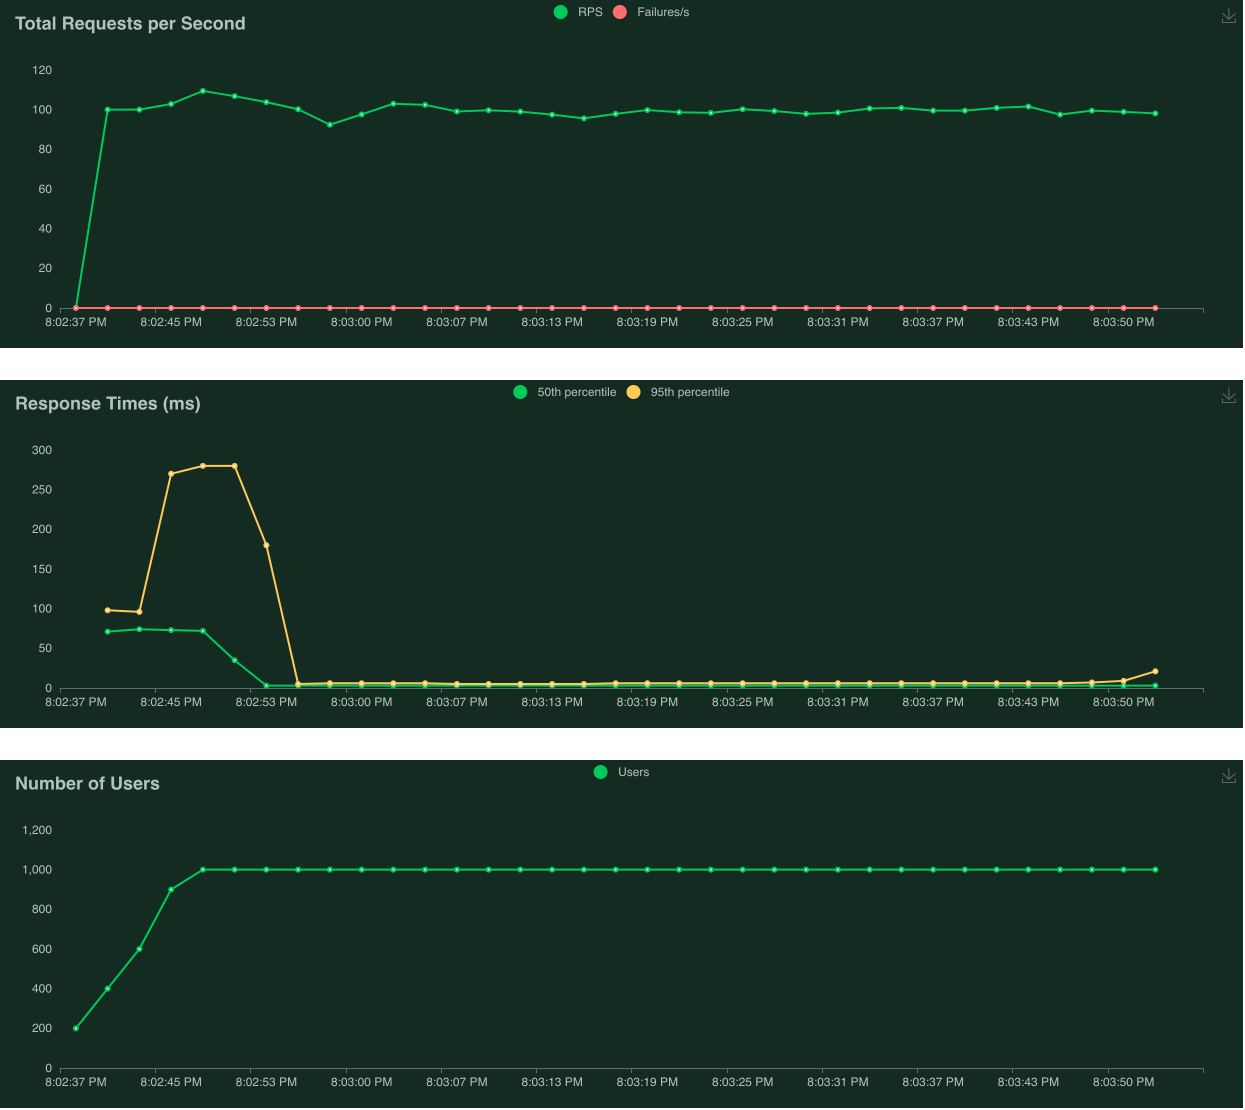 Total Requests per Second
RPS Failures/s
120
100
80
60
40
20
0
8:02:37 PM 8:02:45 PM 8:02:53 PM 8:03:00 PM 8:03:07 PM 8:03:13 PM 8:03:19 PM 8:03:25 PM 8:03:31 PM 8:03:37 PM 8:03:43 PM 8:03:50 PM
Response Times (ms)
50th percentile 95th percentile
300
250
200
150
100
50
0
8:02:37 PM 8:02:45 PM 8:02:53 PM 8:03:00 PM 8:03:07 PM 8:03:13 PM 8:03:19 PM 8:03:25 PM 8:03:31 PM 8:03:37 PM 8:03:43 PM 8:03:50 PM
Number of Users
Users
1,200
1,000
800
600
400
200
0
8:02:37 PM 8:02:45 PM 8:02:53 PM 8:03:00 PM 8:03:07 PM 8:03:13 PM 8:03:19 PM 8:03:25 PM 8:03:31 PM 8:03:37 PM 8:03:43 PM 8:03:50 PM